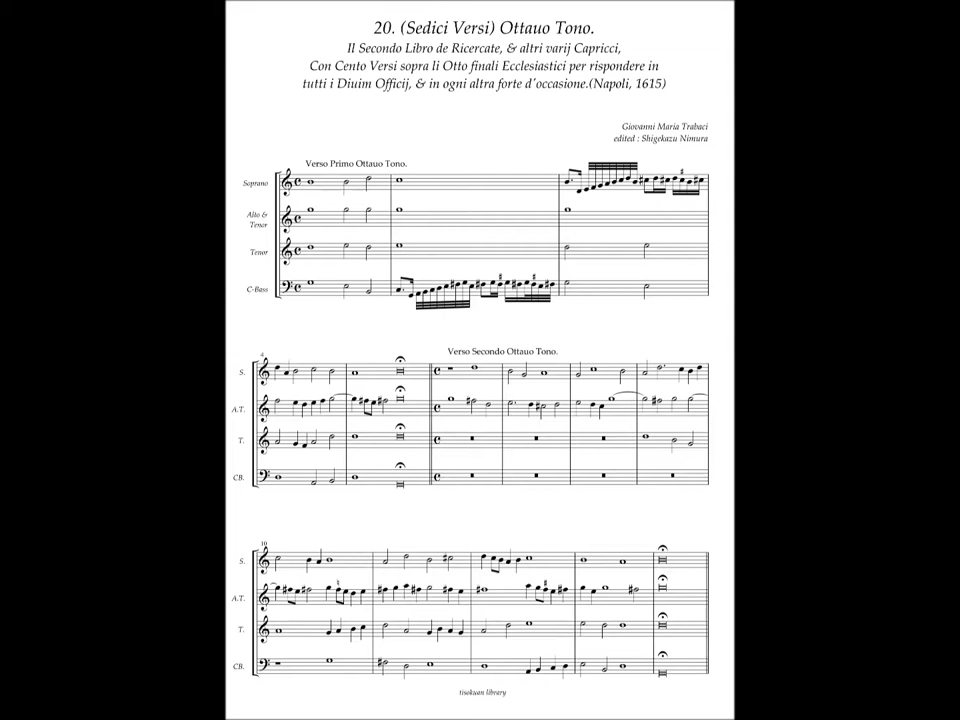 20. (Sedici Versi) Ottauo Tono.
Il Secondo Libro de Ricercate, & altri varij Capricci,
Con Cento Versi sopra li Otto finali Ecclesiastici per rispondere in
tutti i Diuim Officij, & in ogni altra forte d'occasione.(Napoli, 1615)
Giovanni Maria Trabaci
edited : Shigekazu Nimura
Verso Primo Ottauo Tono.
Soprano
Alto &
Tenor
Tenor
C-Bass
4
Verso Secondo Ottauo Tono.
S.
A.T.
T.
CB.
10
S.
A.T.
T.
CB.
tisokuan library